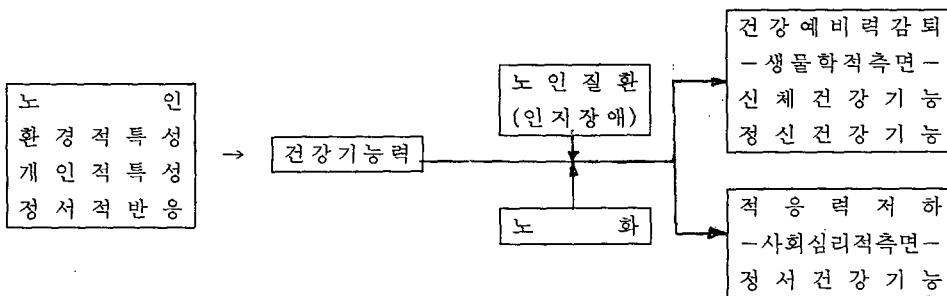 노인
환경적특성
개인적특성
정서적반응
→
건강기능력
노인질환
(인지장애)
노화
건강예비력감퇴
-생물학적측면-
신체건강기능
정신건강기능
적응력저하
-사회심리적측면-
정서건강기능